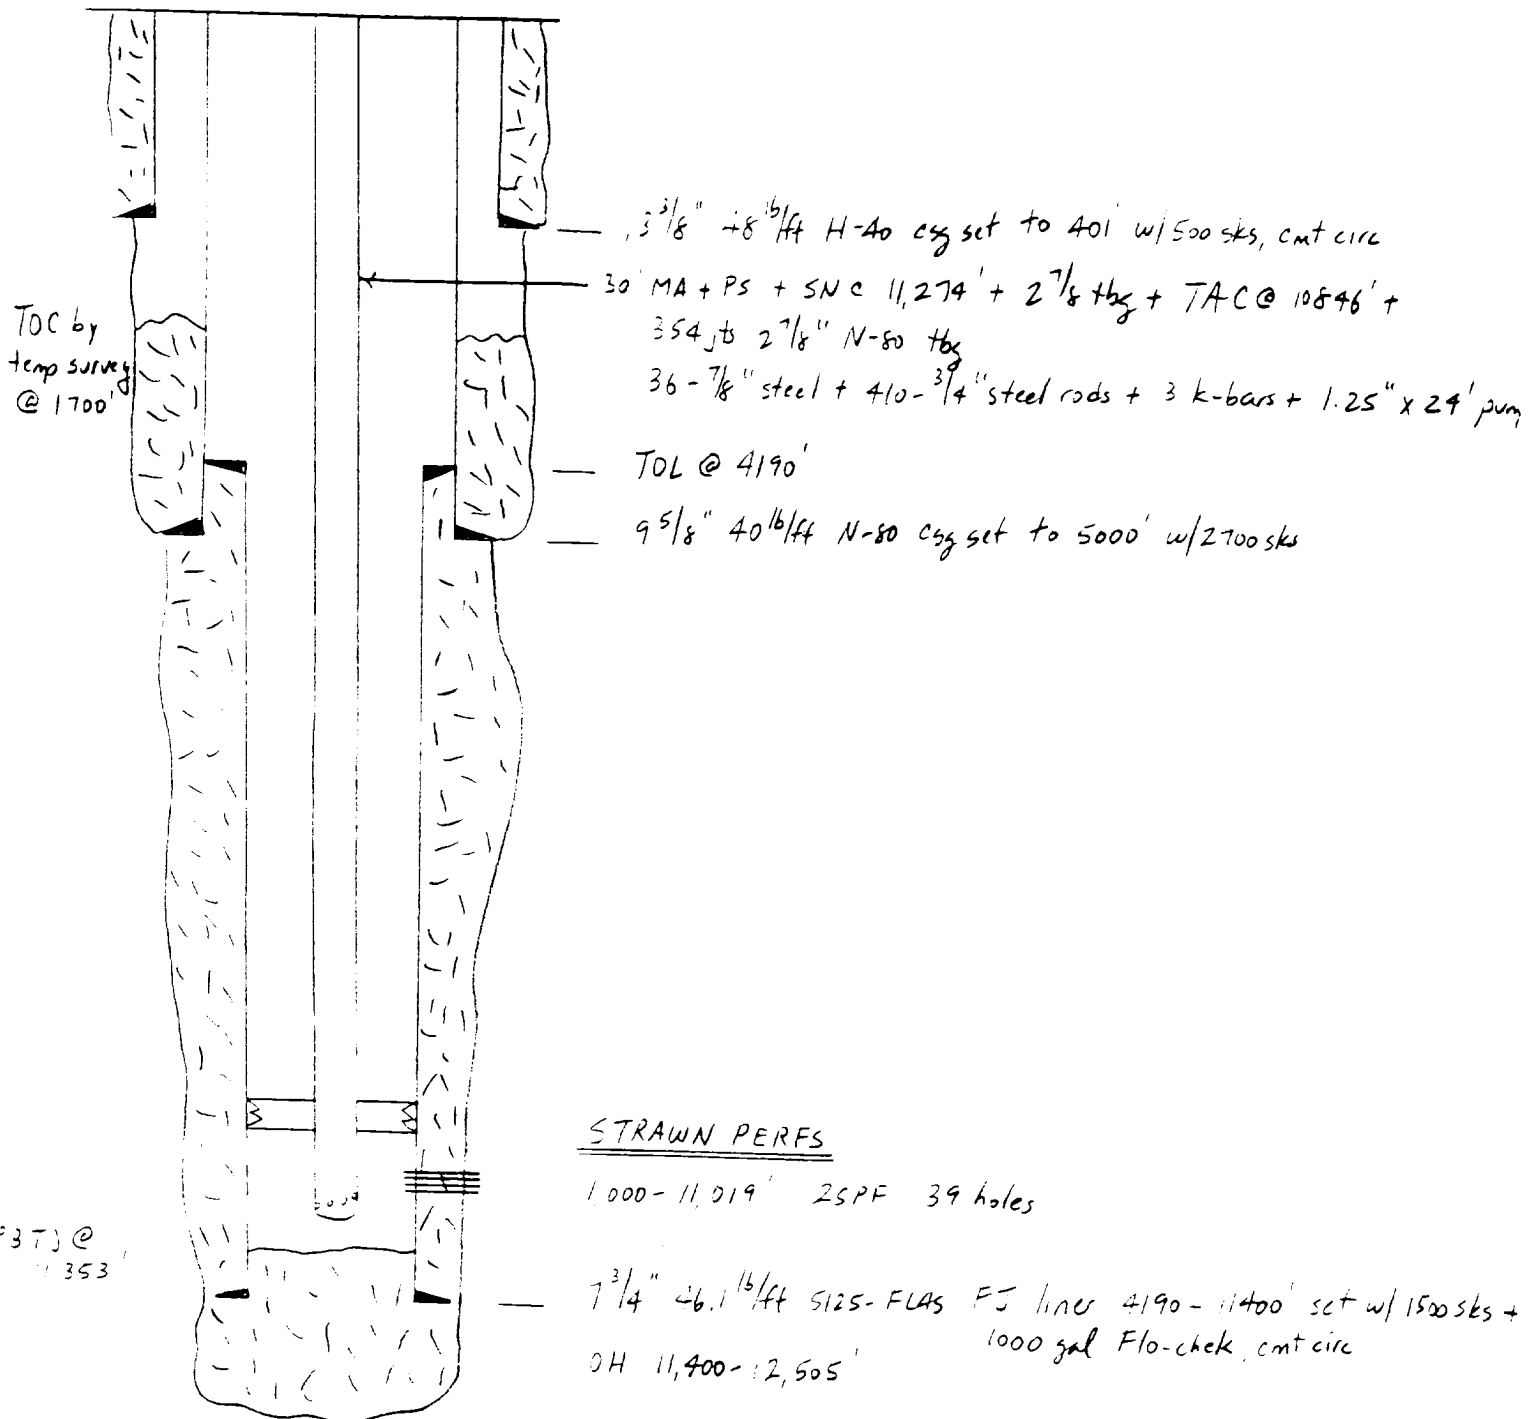 3 3/8" 48 lb/ft H-40 csg set to 401' w/500 sks, cmt circ
30' MA + PS + SN @ 11,274' + 2 7/8 tbg + TAC @ 10846' +
354 jts 2 7/8" N-80 tbg
36 - 7/8" steel + 410 - 3/4" steel rods + 3 k-bars + 1.25" x 24' pum
TOC by
temp survey
@ 1700'
TOL @ 4190'
9 5/8" 40 lb/ft N-80 csg set to 5000' w/2700 sks
STRAWN PERFS
1,000 - 11,019' 2SPF 39 holes
@
353'
7 3/4" 46.1 lb/ft S125- FJ liner 4190 - 11400' set w/1500 sks +
1000 gal Flo-chek, cmt circ
OH 11,400 - 12,505'